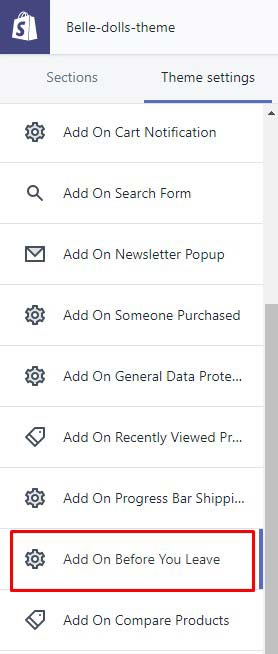 Belle-dolls-theme
Sections Theme settings
Add On Cart Notification
Add On Search Form
Add On Newsletter Popup
Add On Someone Purchased
Add On General Data Prote...
Add On Recently Viewed Pr...
Add On Progress Bar Shippi...
Add On Before You Leave
Add On Compare Products